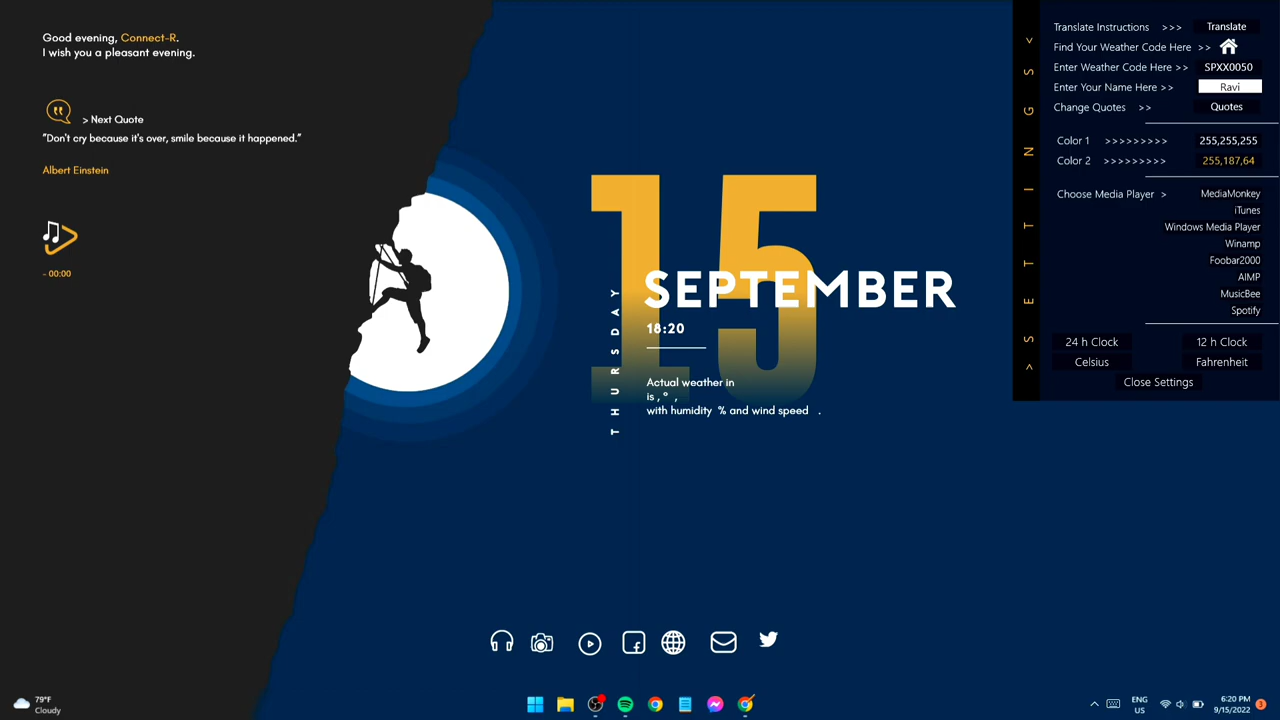 Good evening, Connect-R.
I wish you a pleasant evening.
> Next Quote
"Don't cry because it's over, smile because it happened."
Albert Einstein
- 00:00
15
SEPTEMBER
THURSDAY
18:20
Actual weather in
is , ° ,
with humidity % and wind speed .
< SETTINGS >
Translate Instructions >>> Translate
Find Your Weather Code Here >>
Enter Weather Code Here >> SPXX0050
Enter Your Name Here >> Ravi
Change Quotes >> Quotes
Color 1 >>>>>>>>> 255,255,255
Color 2 >>>>>>>>> 255,187,64
Choose Media Player > MediaMonkey
iTunes
Windows Media Player
Winamp
Foobar2000
AIMP
MusicBee
Spotify
24 h Clock 12 h Clock
Celsius Fahrenheit
Close Settings
79°F
Cloudy
ENG
US
6:20 PM
9/15/2022
3